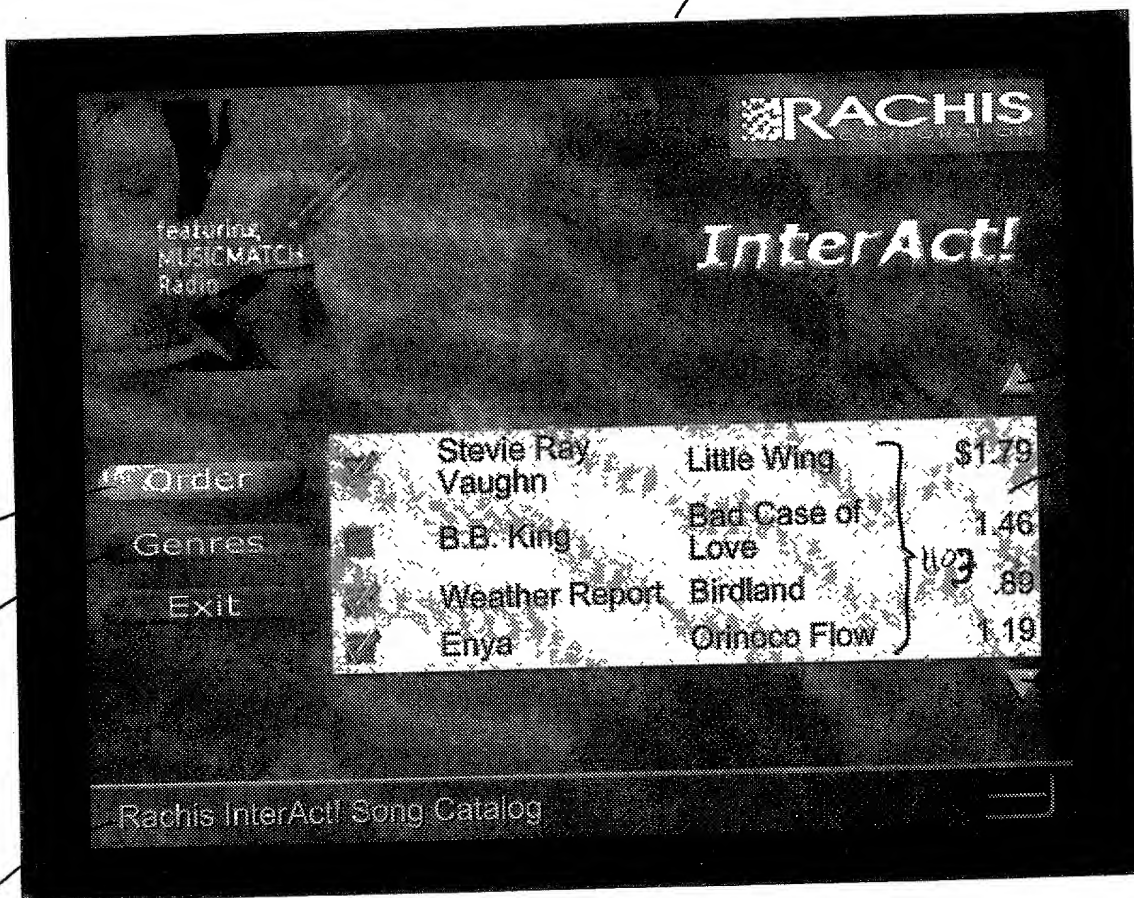 RACHIS
featuring
MUSICMATCH
Radio
InterAct!
Order
Genres
Exit
Stevie Ray Vaughn Little Wing $1.79
B.B. King Bad Case of Love 1.46
Weather Report Birdland .89
Enya Orinoco Flow 1.19
1103
Rachis InterAct! Song Catalog